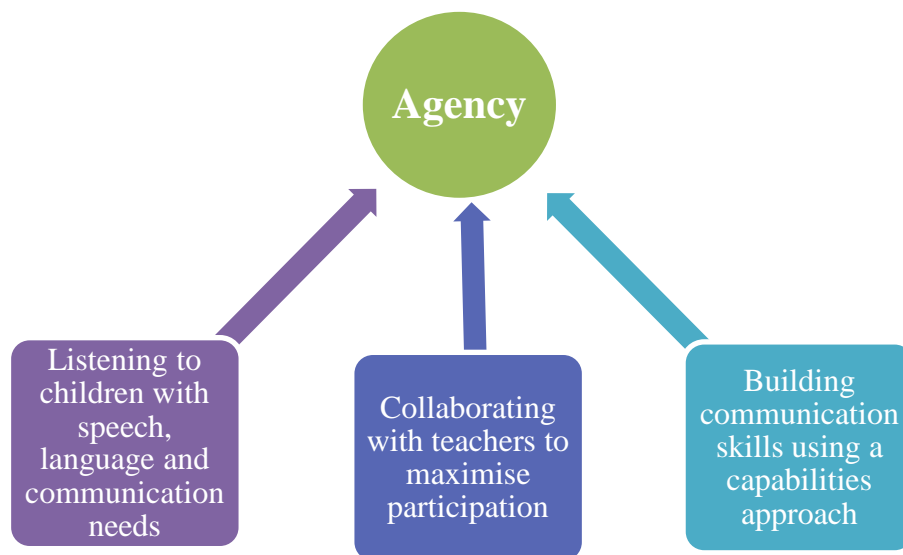 Agency
Listening to
children with
speech,
language and
communication
needs
Collaborating
with teachers to
maximise
participation
Building
communication
skills using a
capabilities
approach